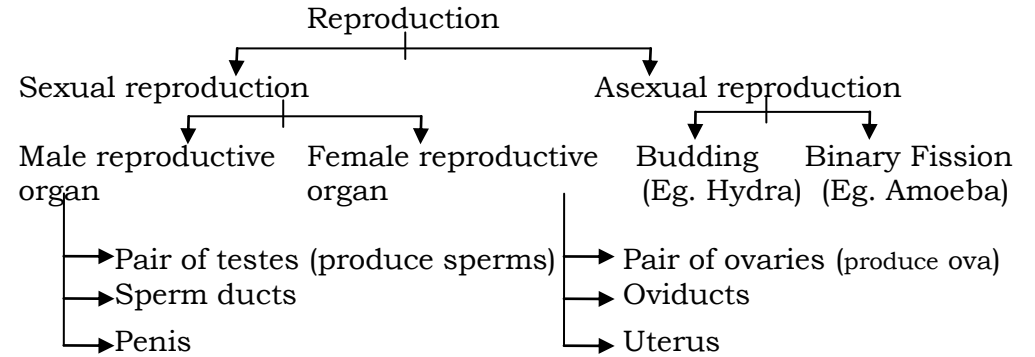 Reproduction
Sexual reproduction Asexual reproduction
Male reproductive organ
Female reproductive organ
Budding (Eg. Hydra)
Binary Fission (Eg. Amoeba)
Pair of testes (produce sperms)
Sperm ducts
Penis
Pair of ovaries (produce ova)
Oviducts
Uterus